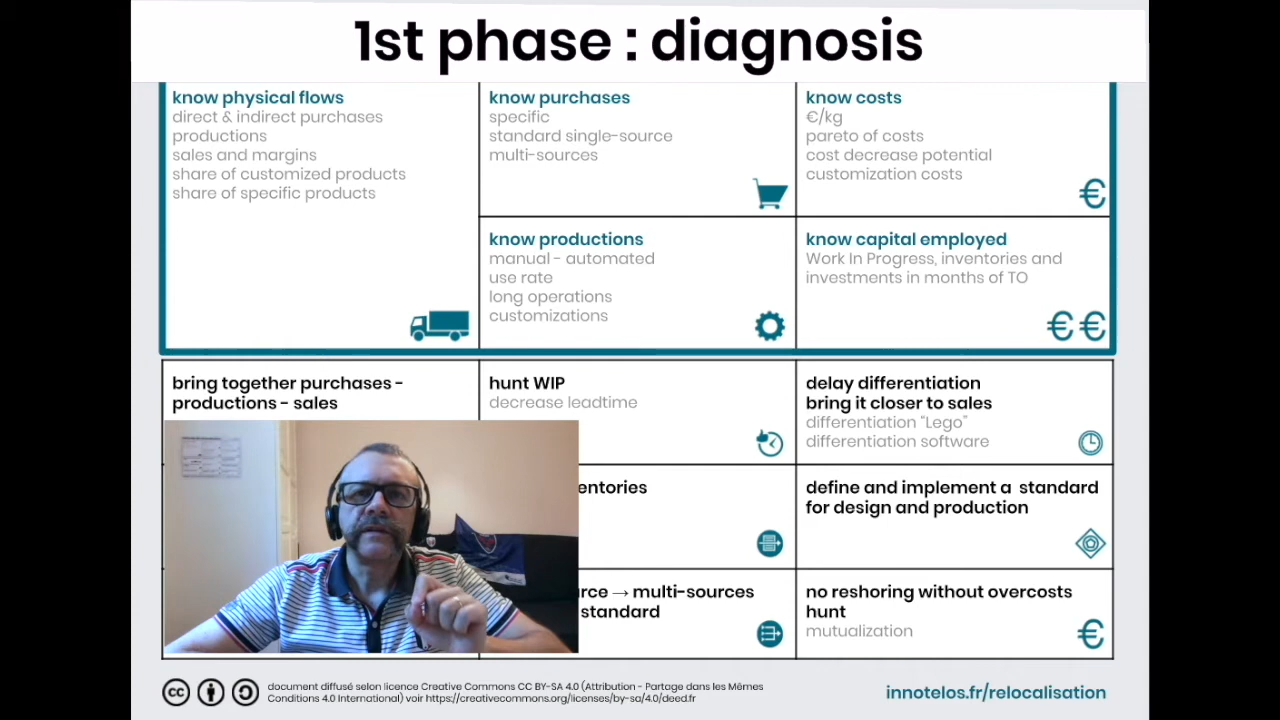 1st phase : diagnosis
know physical flows
direct & indirect purchases
productions
sales and margins
share of customized products
share of specific products
know purchases
specific
standard single-source
multi-sources
know costs
€/kg
pareto of costs
cost decrease potential
customization costs
€
know productions
manual - automated
use rate
long operations
customizations
know capital employed
Work In Progress, inventories and
investments in months of TO
€ €
bring together purchases -
productions - sales
hunt WIP
decrease leadtime
delay differentiation
bring it closer to sales
differentiation "Lego"
differentiation software
entories
define and implement a standard
for design and production
rce → multi-sources
standard
no reshoring without overcosts
hunt
mutualization
€
cc
document diffusé selon licence Creative Commons CC BY-SA 4.0 (Attribution - Partage dans les Mêmes
Conditions 4.0 International) voir https://creativecommons.org/licenses/by-sa/4.0/deed.fr
innotelos.fr/relocalisation